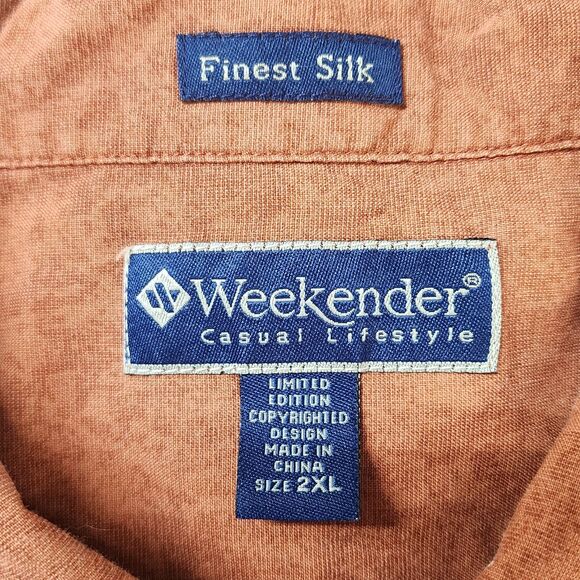 Finest Silk
Weekender®
Casual Lifestyle
LIMITED
EDITION
COPYRIGHTED
DESIGN
MADE IN
CHINA
SIZE 2XL